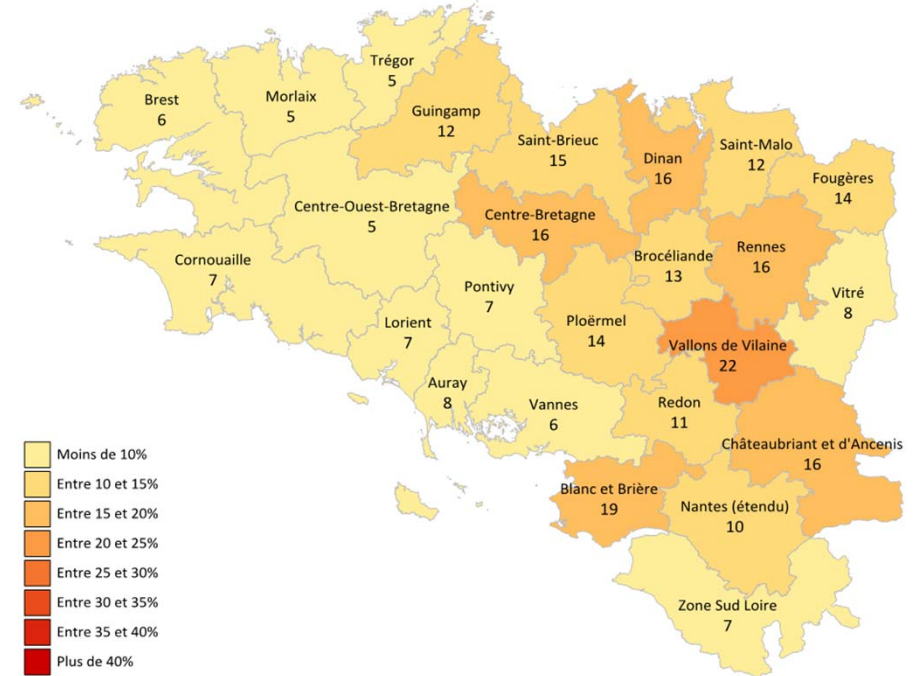 Trégor
5
Brest
6
Morlaix
5
Guingamp
12
Saint-Brieuc
15
Dinan
16
Saint-Malo
12
Fougères
14
Centre-Ouest-Bretagne
5
Centre-Bretagne
16
Brocéliande
13
Rennes
16
Cornouaille
7
Pontivy
7
Vitré
8
Lorient
7
Ploërmel
14
Vallons de Vilaine
22
Auray
8
Vannes
6
Redon
11
Châteaubriant et d'Ancenis
16
Blanc et Brière
19
Nantes (étendu)
10
Zone Sud Loire
7
Moins de 10%
Entre 10 et 15%
Entre 15 et 20%
Entre 20 et 25%
Entre 25 et 30%
Entre 30 et 35%
Entre 35 et 40%
Plus de 40%